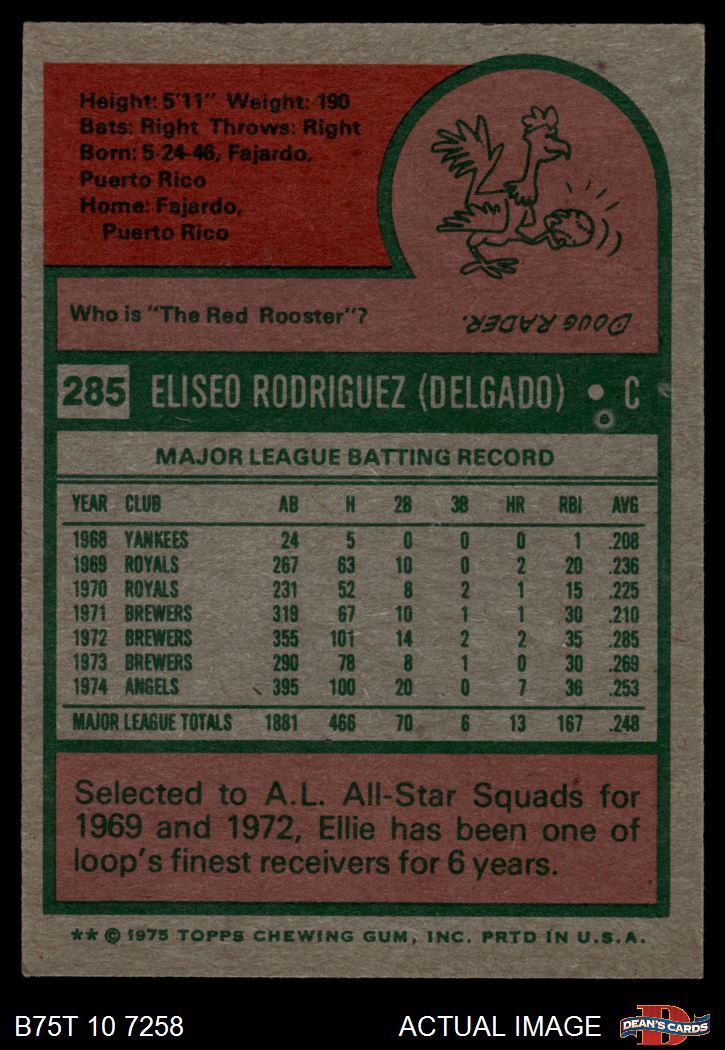 Height: 5'11" Weight: 190
Bats: Right Throws: Right
Born: 5-24-46, Fajardo,
Puerto Rico
Home: Fajardo,
Puerto Rico
Who is "The Red Rooster"?
DOUG RADER.
285 ELISEO RODRIGUEZ (DELGADO) • C
MAJOR LEAGUE BATTING RECORD
YEAR CLUB AB H 2B 3B HR RBI AVG
1968 YANKEES 24 5 0 0 0 1 .208
1969 ROYALS 267 63 10 0 2 20 .236
1970 ROYALS 231 52 8 2 1 15 .225
1971 BREWERS 319 67 10 1 1 30 .210
1972 BREWERS 355 101 14 2 2 35 .285
1973 BREWERS 290 78 8 1 0 30 .269
1974 ANGELS 395 100 20 0 7 36 .253
MAJOR LEAGUE TOTALS 1881 466 70 6 13 167 .248
Selected to A.L. All-Star Squads for
1969 and 1972, Ellie has been one of
loop's finest receivers for 6 years.
** © 1975 TOPPS CHEWING GUM, INC. PRTD IN U.S.A.
B75T 10 7258 ACTUAL IMAGE
D
DEAN'S CARDS